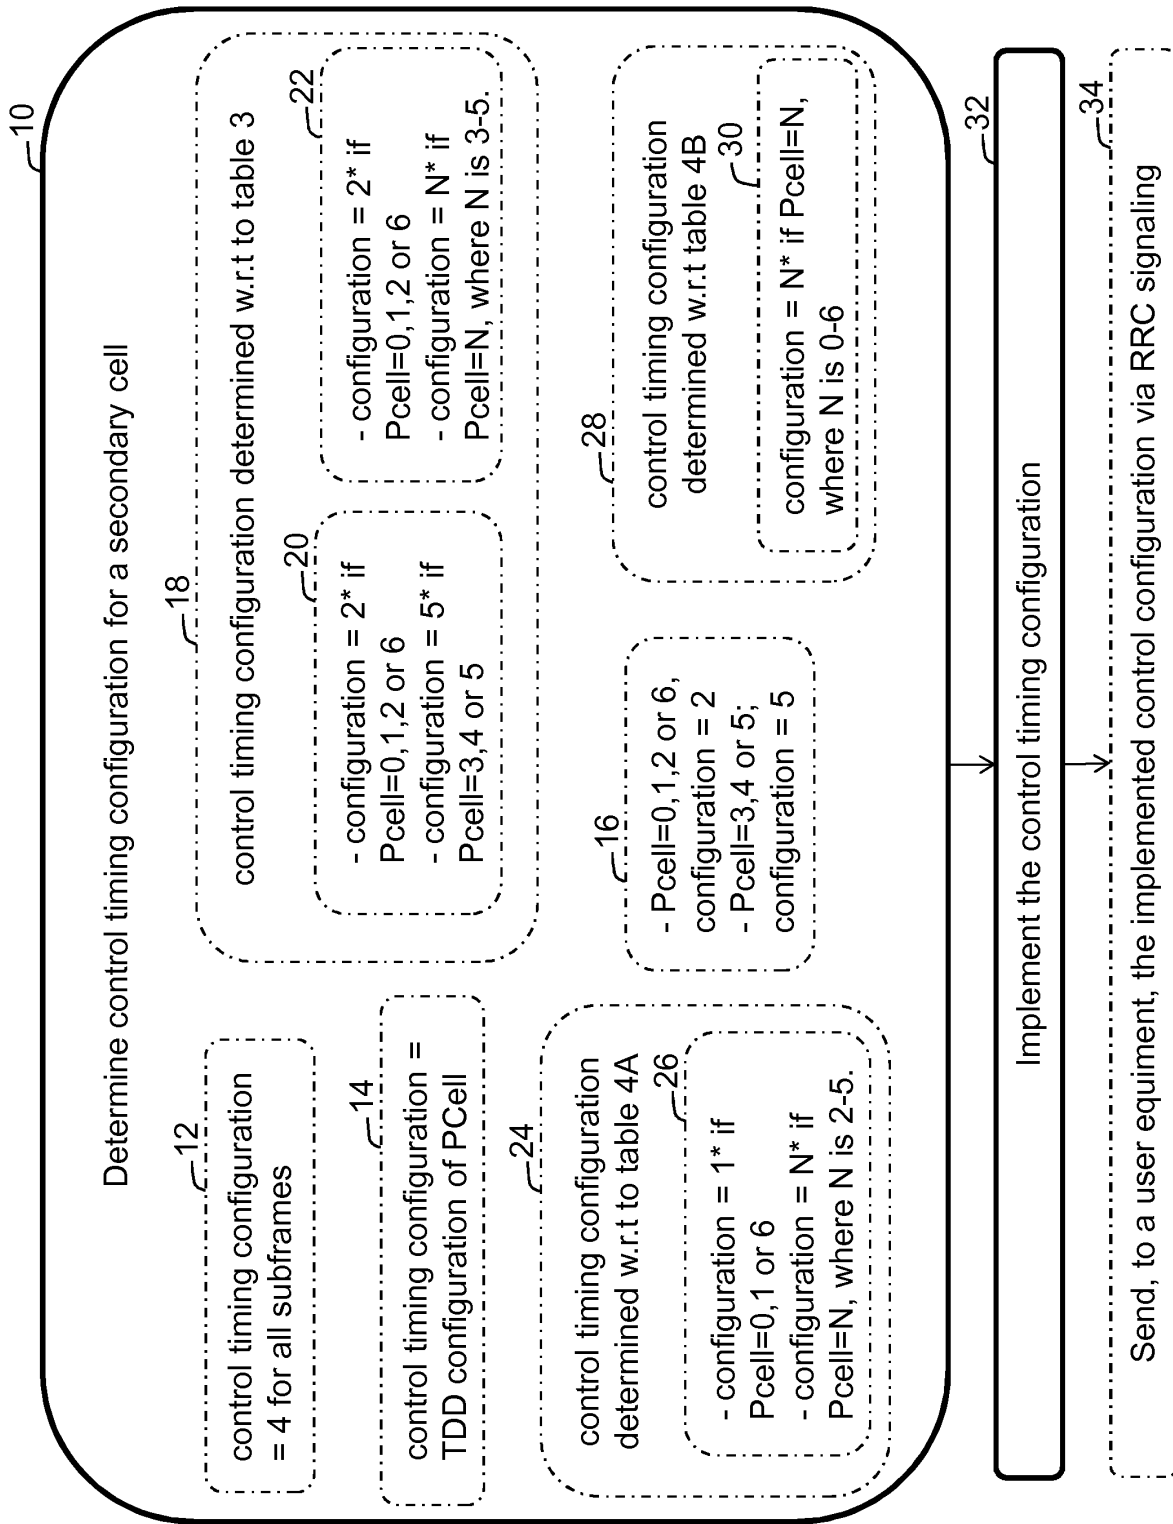 10
Determine control timing configuration for a secondary cell
12
control timing configuration
= 4 for all subframes
18
control timing configuration determined w.r.t to table 3
20
- configuration = 2* if
Pcell=0,1,2 or 6
- configuration = 5* if
Pcell=3,4 or 5
22
- configuration = 2* if
Pcell=0,1,2 or 6
- configuration = N* if
Pcell=N, where N is 3-5.
14
control timing configuration =
TDD configuration of PCell
24
control timing configuration
determined w.r.t to table 4A
26
- configuration = 1* if
Pcell=0,1 or 6
- configuration = N* if
Pcell=N, where N is 2-5.
16
- Pcell=0,1,2 or 6,
configuration = 2
- Pcell=3,4 or 5;
configuration = 5
28
control timing configuration
determined w.r.t table 4B
30
configuration = N* if Pcell=N,
where N is 0-6
32
Implement the control timing configuration
34
Send, to a user equiment, the implemented control configuration via RRC signaling